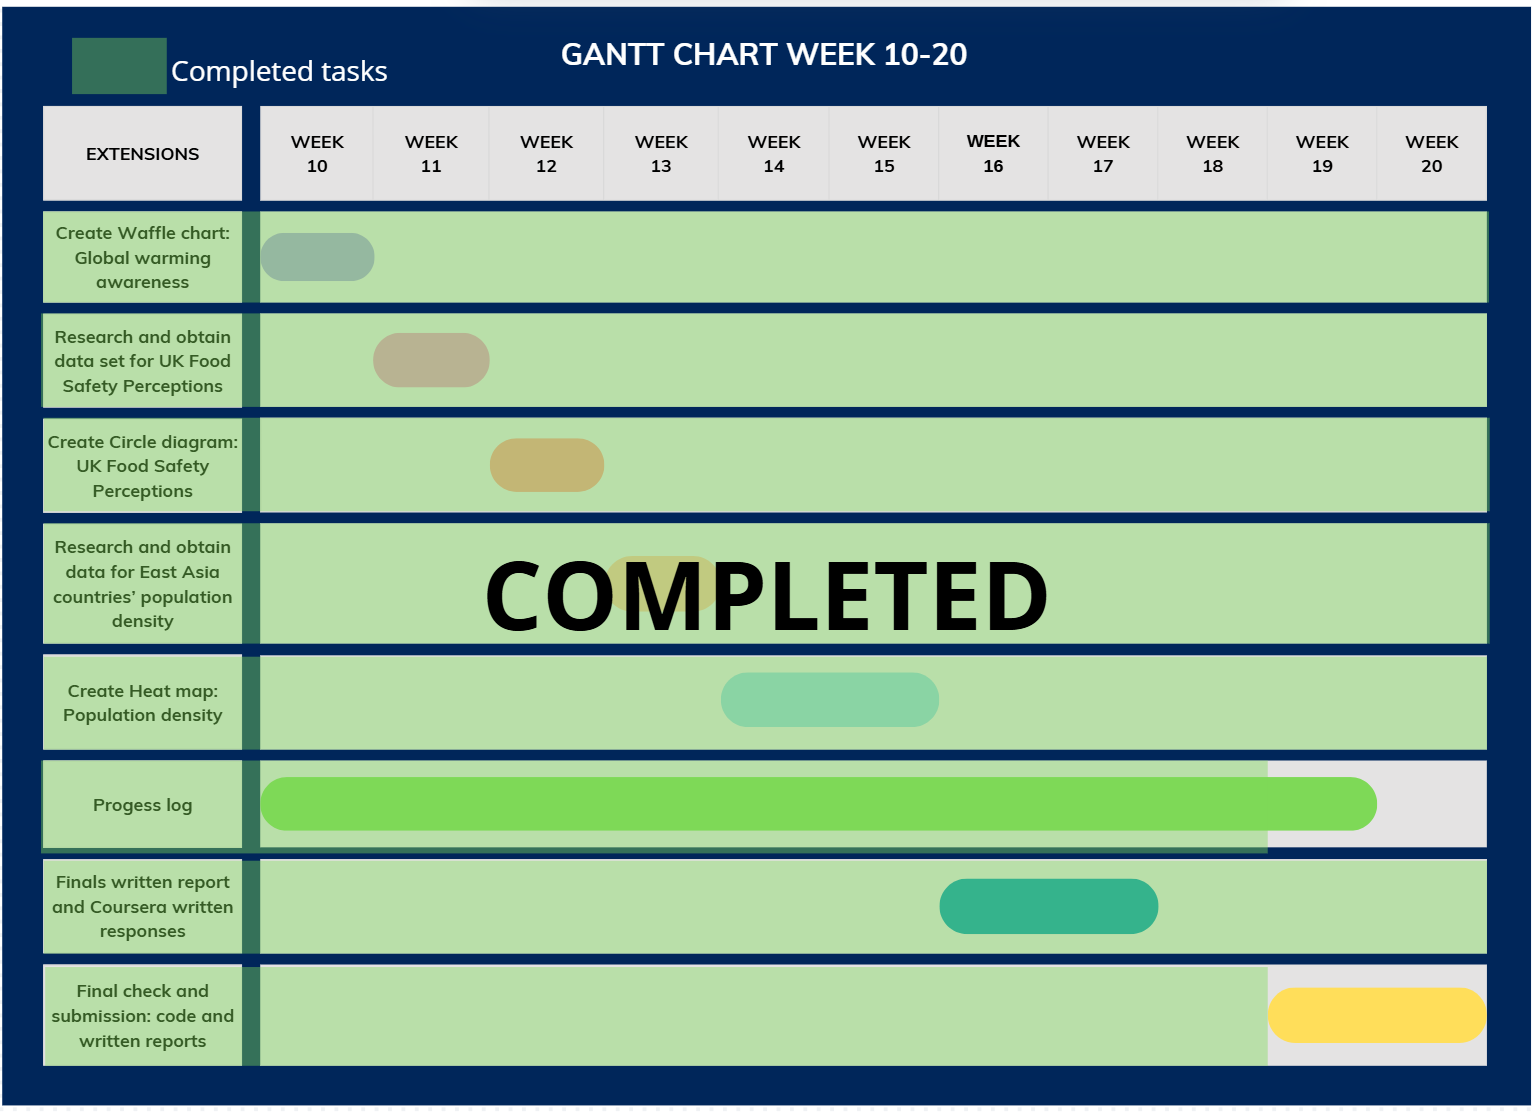 GANTT CHART WEEK 10-20
Completed tasks
EXTENSIONS
WEEK
10
WEEK
11
WEEK
12
WEEK
13
WEEK
14
WEEK
15
WEEK
16
WEEK
17
WEEK
18
WEEK
19
WEEK
20
Create Waffle chart:
Global warming
awareness
Research and obtain
data set for UK Food
Safety Perceptions
Create Circle diagram:
UK Food Safety
Perceptions
Research and obtain
data for East Asia
countries’ population
density
COMPLETED
Create Heat map:
Population density
Progess log
Finals written report
and Coursera written
responses
Final check and
submission: code and
written reports